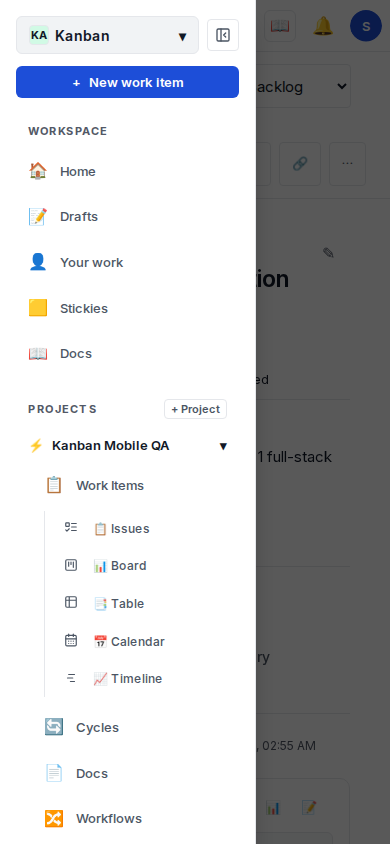 KA Kanban ▾
+ New work item
S
acklog
WORKSPACE
Home
...
Drafts
Your work
tion
Stickies
Docs
ed
PROJECTS
+ Project
Kanban Mobile QA ▾
1 full-stack
Work Items
Issues
Board
Table
Calendar
ry
Timeline
Cycles
, 02:55 AM
Docs
Workflows